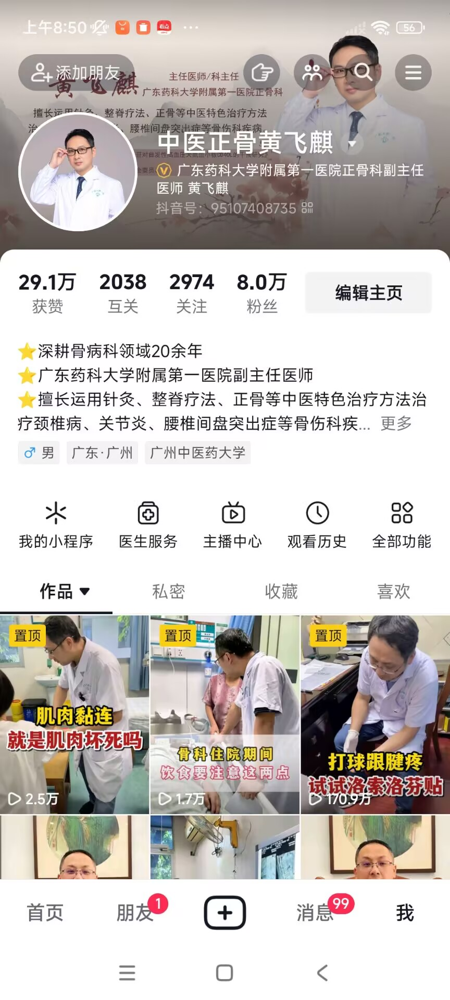 上午8:50
56
添加朋友
黄飞麒
主任医师/科主任
广东药科大学附属第一医院正骨科
擅长运用针灸、整脊疗法、正骨等中医特色治疗方法
腰椎间盘突出症等骨伤科疾病。
中医正骨黄飞麒
广东药科大学附属第一医院正骨科副主任
医师 黄飞麒
抖音号：95107408735
29.1万
2038
2974
8.0万
获赞
互关
关注
粉丝
编辑主页
⭐深耕骨病科领域20余年
⭐广东药科大学附属第一医院副主任医师
⭐擅长运用针灸、整脊疗法、正骨等中医特色治疗方法治
疗颈椎病、关节炎、腰椎间盘突出症等骨伤科疾... 更多
♂ 男
广东·广州
广州中医药大学
我的小程序
医生服务
主播中心
观看历史
全部功能
作品
私密
收藏
喜欢
置顶
肌肉黏连
就是肌肉坏死吗
2.5万
置顶
骨科住院期间
饮食要注意这两点
1.7万
置顶
打球跟腱疼
试试洛索洛芬贴
170.9万
首页
朋友
1
消息
99
我